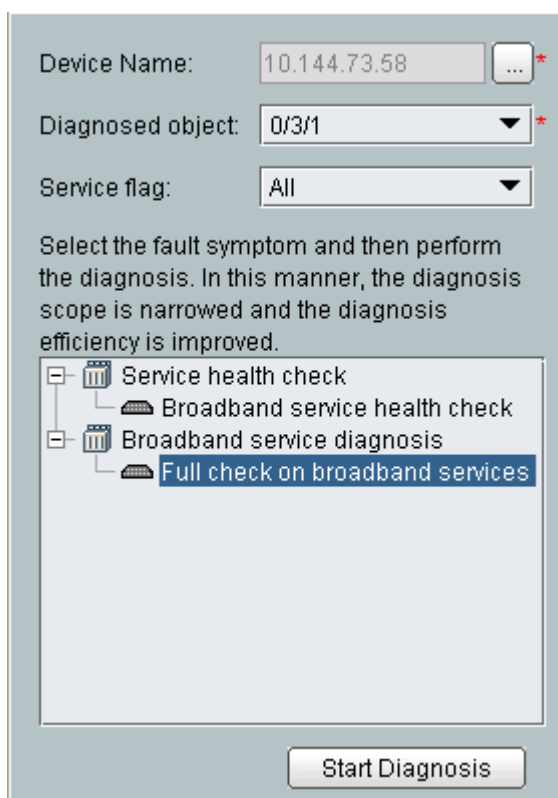 Device Name: 10.144.73.58 ... *
Diagnosed object: 0/3/1 *
Service flag: All
Select the fault symptom and then perform
the diagnosis. In this manner, the diagnosis
scope is narrowed and the diagnosis
efficiency is improved.
Service health check
Broadband service health check
Broadband service diagnosis
Full check on broadband services
Start Diagnosis